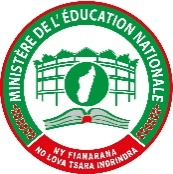 MINISTÈRE DE L'ÉDUCATION NATIONALE
NY FIANARANA
NO LOVA TSARA INDRINDRA